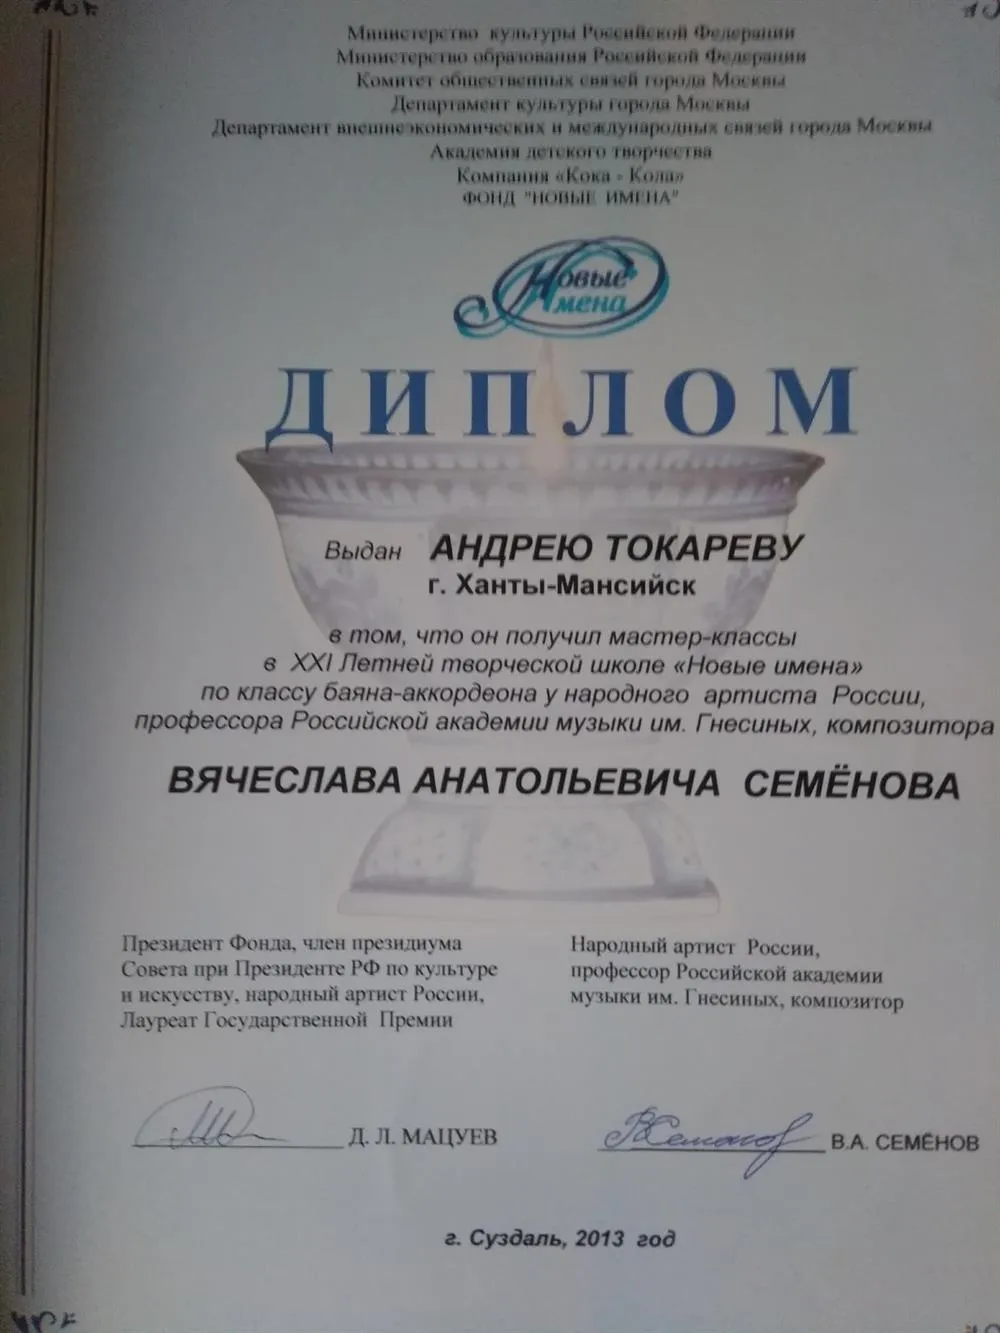 Министерство культуры Российской Федерации
Министерство образования Российской Федерации
Комитет общественных связей города Москвы
Департамент культуры города Москвы
Департамент внешнеэкономических и международных связей города Москвы
Академия детского творчества
Компания «Кока - Кола»
ФОНД "НОВЫЕ ИМЕНА"
Новые
Имена
ДИПЛОМ
Выдан АНДРЕЮ ТОКАРЕВУ
г. Ханты-Мансийск
в том, что он получил мастер-классы
в XXI Летней творческой школе «Новые имена»
по классу баяна-аккордеона у народного артиста России,
профессора Российской академии музыки им. Гнесиных, композитора
ВЯЧЕСЛАВА АНАТОЛЬЕВИЧА СЕМЁНОВА
Президент Фонда, член президиума
Совета при Президенте РФ по культуре
и искусству, народный артист России,
Лауреат Государственной Премии
Народный артист России,
профессор Российской академии
музыки им. Гнесиных, композитор
Д. Л. МАЦУЕВ
ВСеменов В.А. СЕМЁНОВ
г. Суздаль, 2013 год